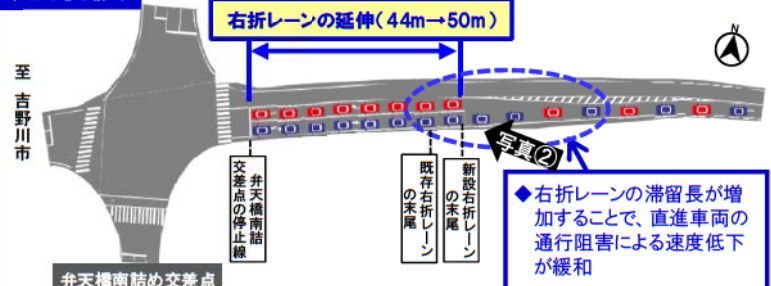 右折レーンの延伸(44m→50m)
N
至 吉野川市
写真②
弁天橋南詰
交差点の停止線
既存右折レーン
の末尾
新設右折レーン
の末尾
◆右折レーンの滞留長が増
加することで、直進車両の
通行阻害による速度低下
が緩和
弁天橋南詰め交差点